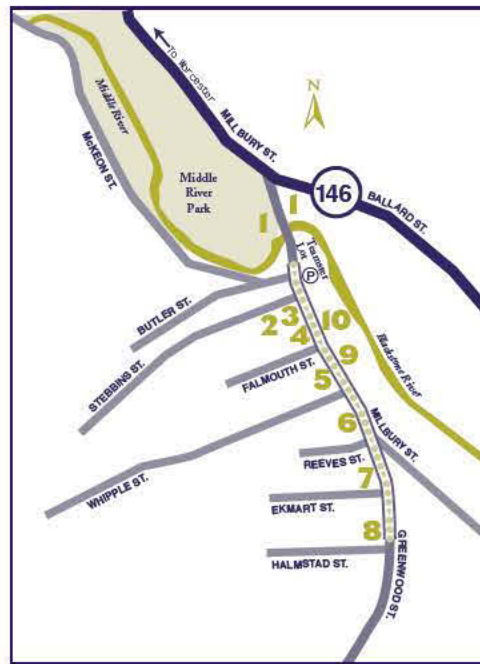 To Worcester
N
Middle River
MILLBURY ST.
McKEON ST.
Middle
River
Park
146
BALLARD ST.
1
1
Teamster
Lot
P
BUTLER ST.
2
3
10
4
STEBBINS ST.
9
Blackstone River
FALMOUTH ST.
5
6
MILLBURY ST.
WHIPPLE ST.
REEVES ST.
7
EKMART ST.
8
GREENWOOD ST.
HALMSTAD ST.